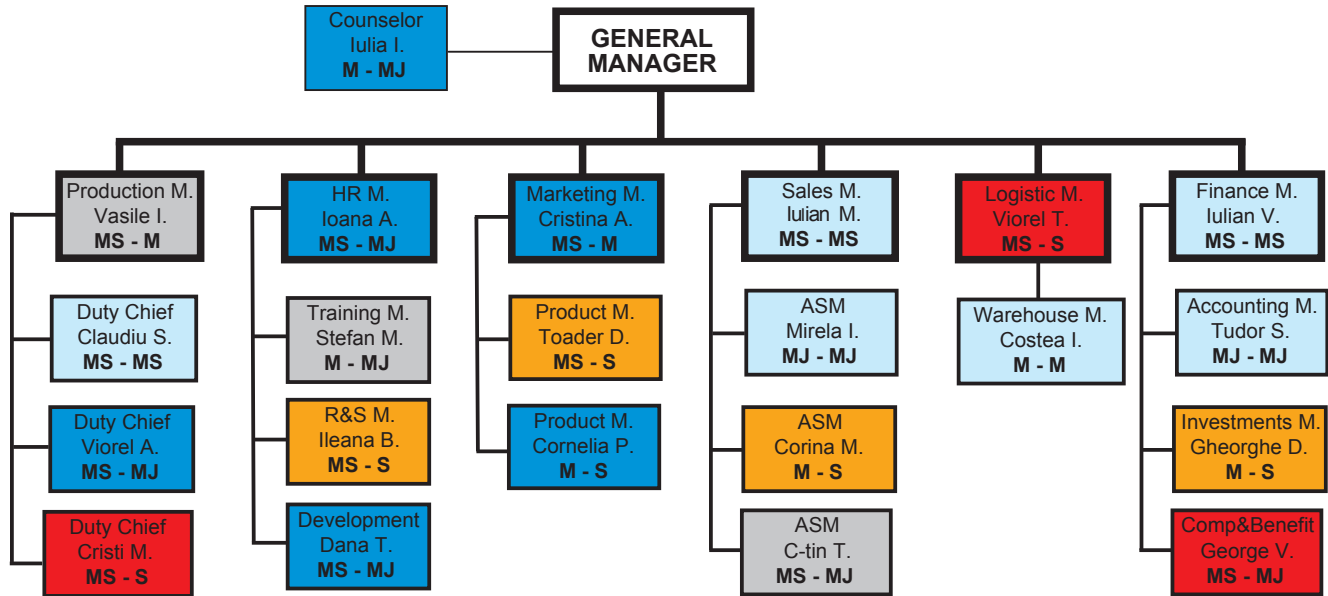 Counselor
Iulia I.
M - MJ
GENERAL
MANAGER
Production M.
Vasile I.
MS - M
HR M.
Ioana A.
MS - MJ
Marketing M.
Cristina A.
MS - M
Sales M.
Iulian M.
MS - MS
Logistic M.
Viorel T.
MS - S
Finance M.
Iulian V.
MS - MS
Duty Chief
Claudiu S.
MS - MS
Training M.
Stefan M.
M - MJ
Product M.
Toader D.
MS - S
ASM
Mirela I.
MJ - MJ
Warehouse M.
Costea I.
M - M
Accounting M.
Tudor S.
MJ - MJ
Duty Chief
Viorel A.
MS - MJ
R&S M.
Ileana B.
MS - S
Product M.
Cornelia P.
M - S
ASM
Corina M.
M - S
Investments M.
Gheorghe D.
M - S
Duty Chief
Cristi M.
MS - S
Development
Dana T.
MS - MJ
ASM
C-tin T.
MS - MJ
Comp&Benefit
George V.
MS - MJ